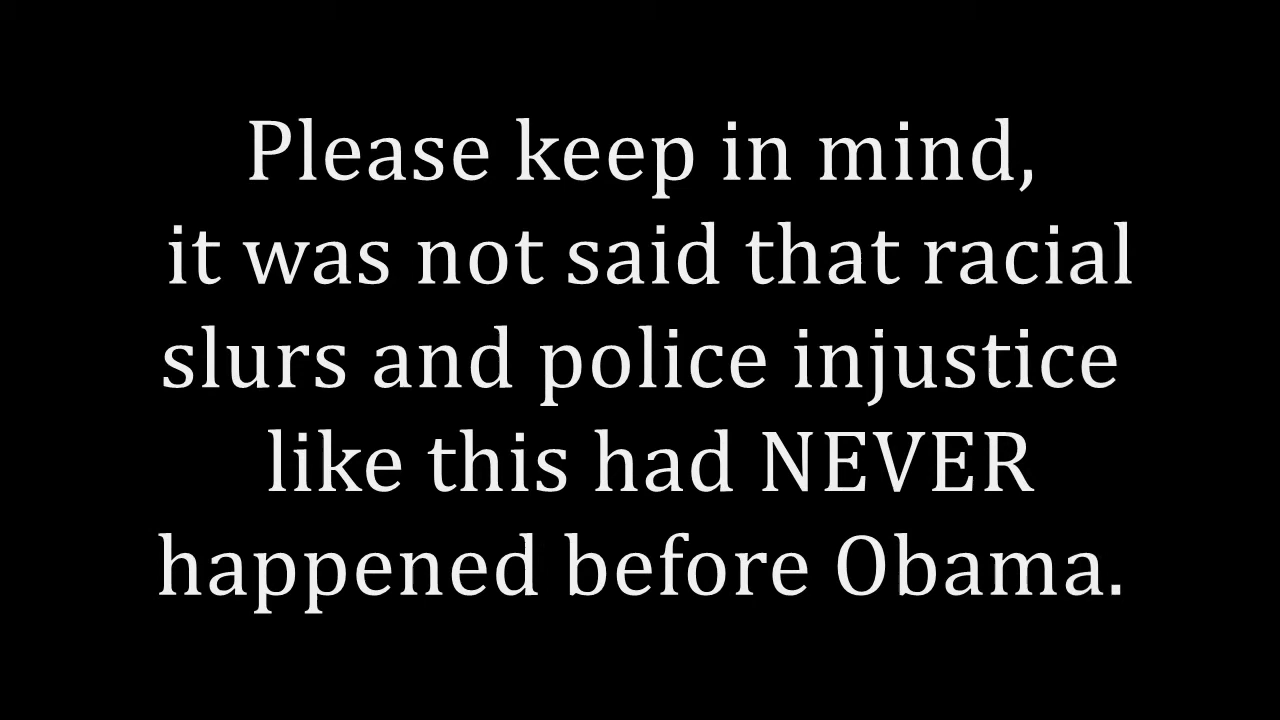 Please keep in mind,
it was not said that racial
slurs and police injustice
like this had NEVER
happened before Obama.